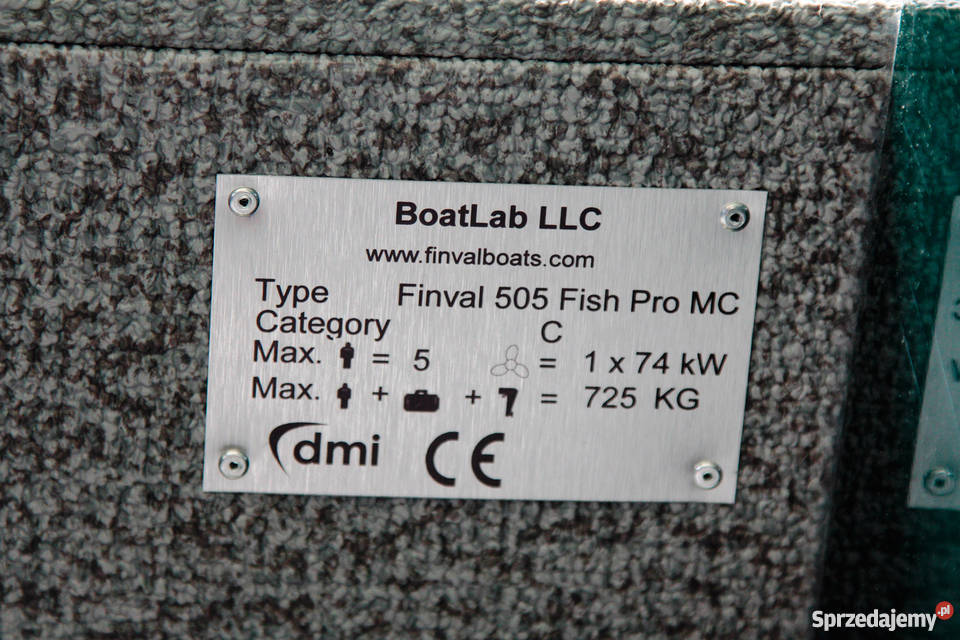 BoatLab LLC
www.finvalboats.com
Type Finval 505 Fish Pro MC
Category C
Max. = 5 = 1 x 74 kW
Max. + + = 725 KG
dmi CE
Sprzedajemy.pl